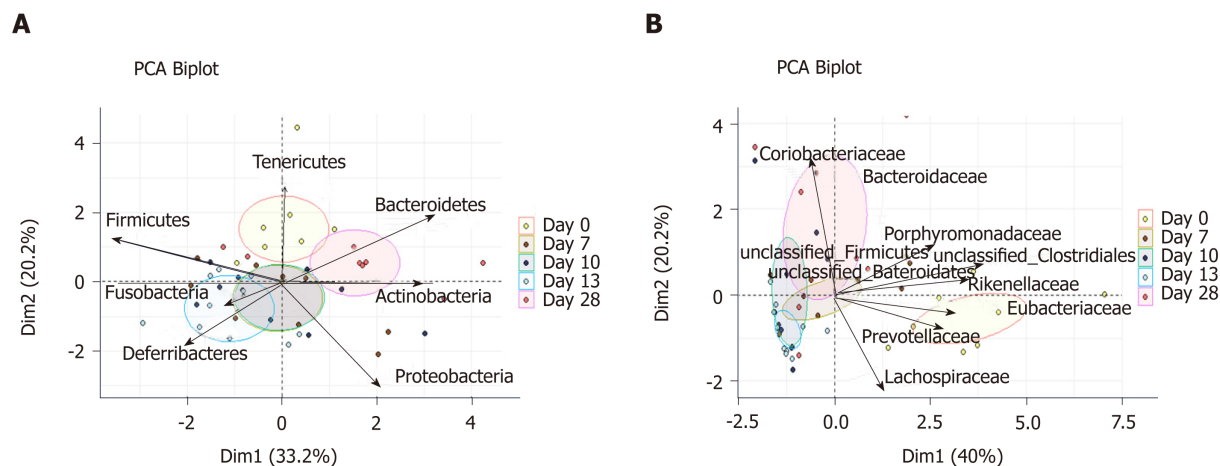 A
PCA Biplot
Dim2 (20.2%)
4
2
0
-2
Tenericutes
Bacteroidetes
Firmicutes
Fusobacteria
Actinobacteria
Deferribacteres
Proteobacteria
-2 0 2 4
Dim1 (33.2%)
Day 0
Day 7
Day 10
Day 13
Day 28
B
PCA Biplot
Dim2 (20.2%)
4
2
0
-2
Coriobacteriaceae
Bacteroidaceae
Porphyromonadaceae
unclassified_Firmicutes
unclassified_Clostridiales
unclassified_Bateroidates
Rikenellaceae
Eubacteriaceae
Prevotellaceae
Lachospiraceae
-2.5 0.0 2.5 5.0 7.5
Dim1 (40%)
Day 0
Day 7
Day 10
Day 13
Day 28